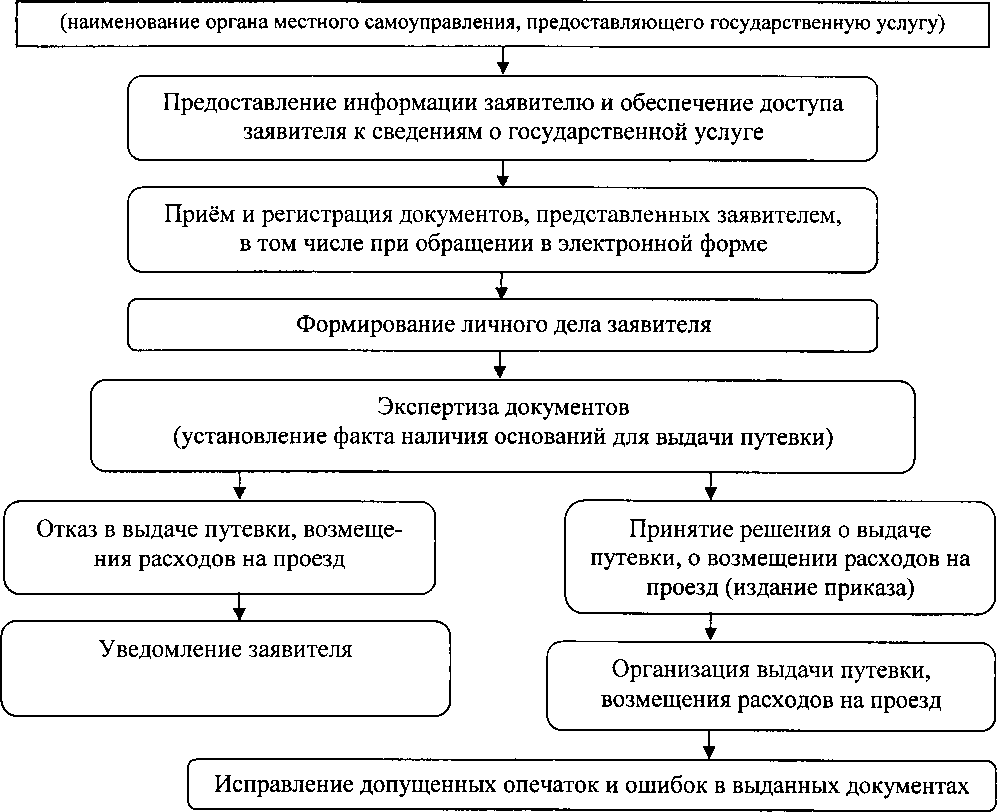 (наименование органа местного самоуправления, предоставляющего государственную услугу)
Предоставление информации заявителю и обеспечение доступа
заявителя к сведениям о государственной услуге
Приём и регистрация документов, представленных заявителем,
в том числе при обращении в электронной форме
Формирование личного дела заявителя
Экспертиза документов
(установление факта наличия оснований для выдачи путевки)
Отказ в выдаче путевки, возмеще-
ния расходов на проезд
Уведомление заявителя
Принятие решения о выдаче
путевки, о возмещении расходов на
проезд (издание приказа)
Организация выдачи путевки,
возмещения расходов на проезд
Исправление допущенных опечаток и ошибок в выданных документах